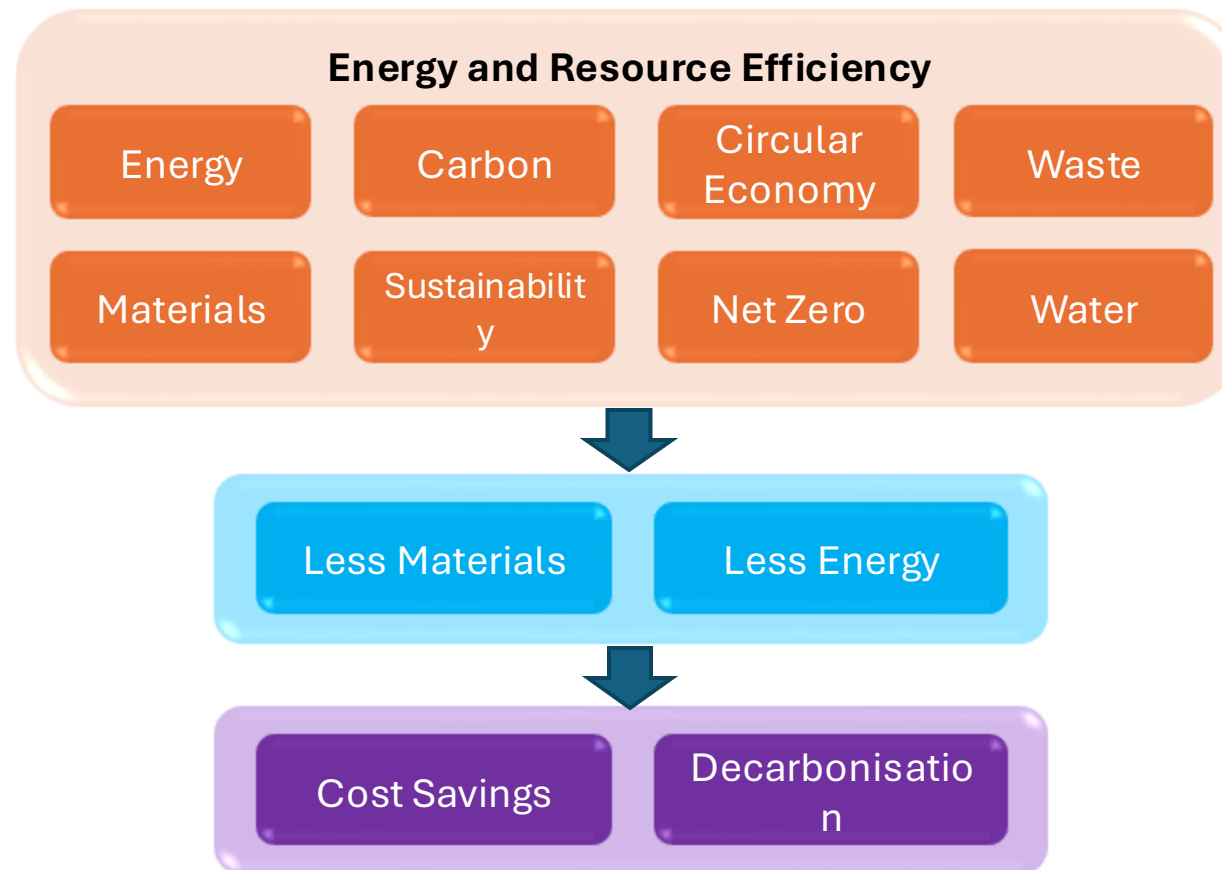 Energy and Resource Efficiency
Energy
Carbon
Circular
Economy
Waste
Materials
Sustainabilit
y
Net Zero
Water
Less Materials
Less Energy
Cost Savings
Decarbonisatio
n